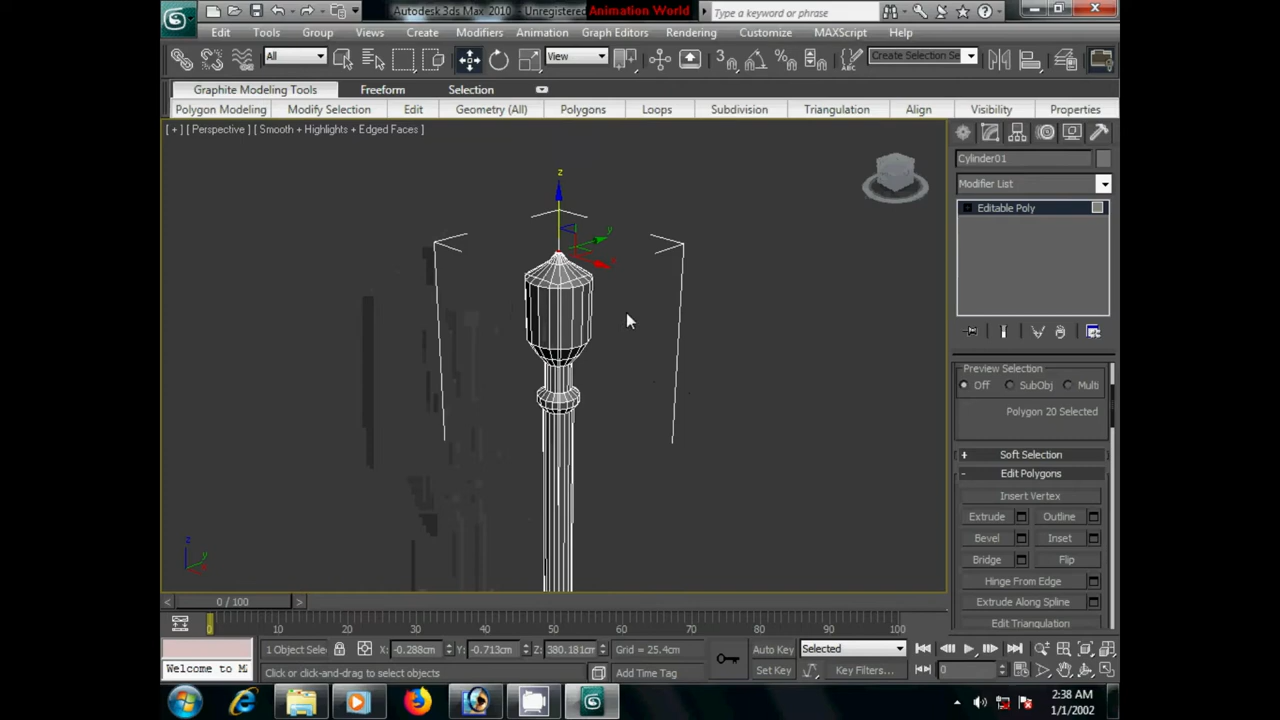 Autodesk 3ds Max 2010 - Unregistered Animation World
Type a keyword or phrase
Edit Tools Group Views Create Modifiers Animation Graph Editors Rendering Customize MAXScript Help
All View 3 Create Selection Se
Graphite Modeling Tools Freeform Selection
Polygon Modeling Modify Selection Edit Geometry (All) Polygons Loops Subdivision Triangulation Align Visibility Properties
[ + ] [ Perspective ] [ Smooth + Highlights + Edged Faces ]
Cylinder01
Modifier List
Editable Poly
z
y
Preview Selection
Off SubObj Multi
Polygon 20 Selected
+ Soft Selection
- Edit Polygons
Insert Vertex
Extrude Outline
Bevel Inset
Bridge Flip
Hinge From Edge
Extrude Along Spline
Edit Triangulation
z
y
< 0 / 100 >
0 10 20 30 40 50 60 70 80 90 100
1 Object Sele X: -0.288cm Y: -0.713cm Z: 380.181cm Grid = 25.4cm Auto Key Selected
Welcome to M Click or click-and-drag to select objects Add Time Tag Set Key Key Filters... 0
2:38 AM
1/1/2002